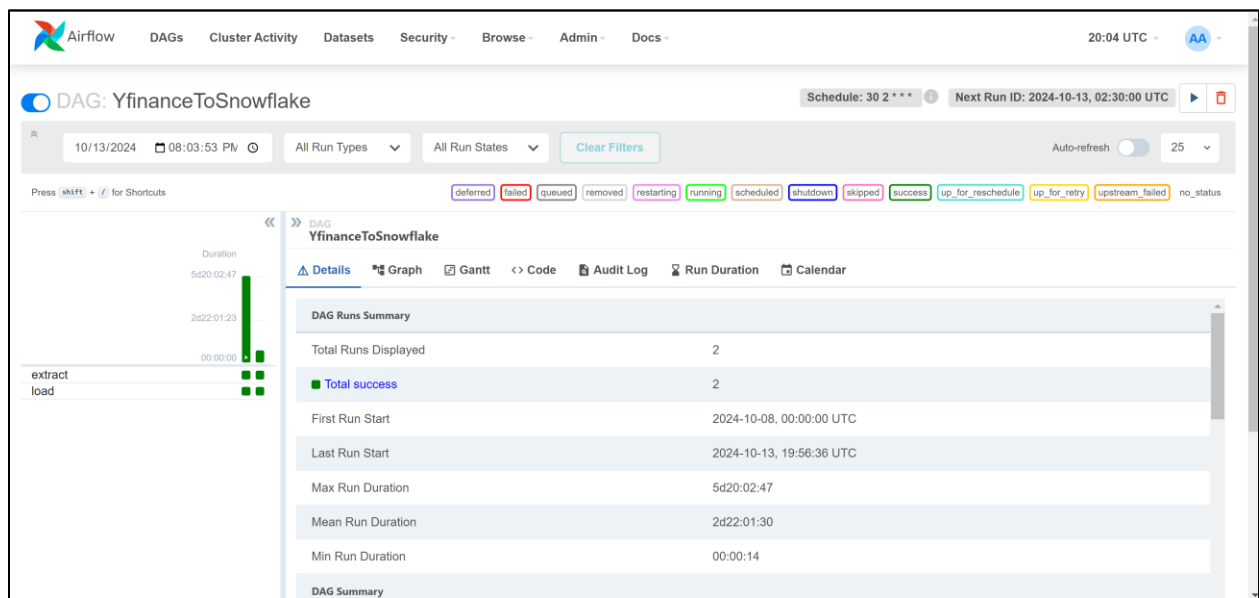 Airflow DAGs Cluster Activity Datasets Security Browse Admin Docs 20:04 UTC AA
DAG: YfinanceToSnowflake Schedule: 30 2 * * * Next Run ID: 2024-10-13, 02:30:00 UTC
10/13/2024 08:03:53 PM All Run Types All Run States Clear Filters Auto-refresh 25
Press shift + / for Shortcuts deferred failed queued removed restarting running scheduled shutdown skipped success up_for_reschedule up_for_retry upstream_failed no_status
DAG
YfinanceToSnowflake
Duration
5d20:02:47
2d22:01:23
00:00:00
extract
load
Details Graph Gantt Code Audit Log Run Duration Calendar
DAG Runs Summary
Total Runs Displayed 2
Total success 2
First Run Start 2024-10-08, 00:00:00 UTC
Last Run Start 2024-10-13, 19:56:36 UTC
Max Run Duration 5d20:02:47
Mean Run Duration 2d22:01:30
Min Run Duration 00:00:14
DAG Summary